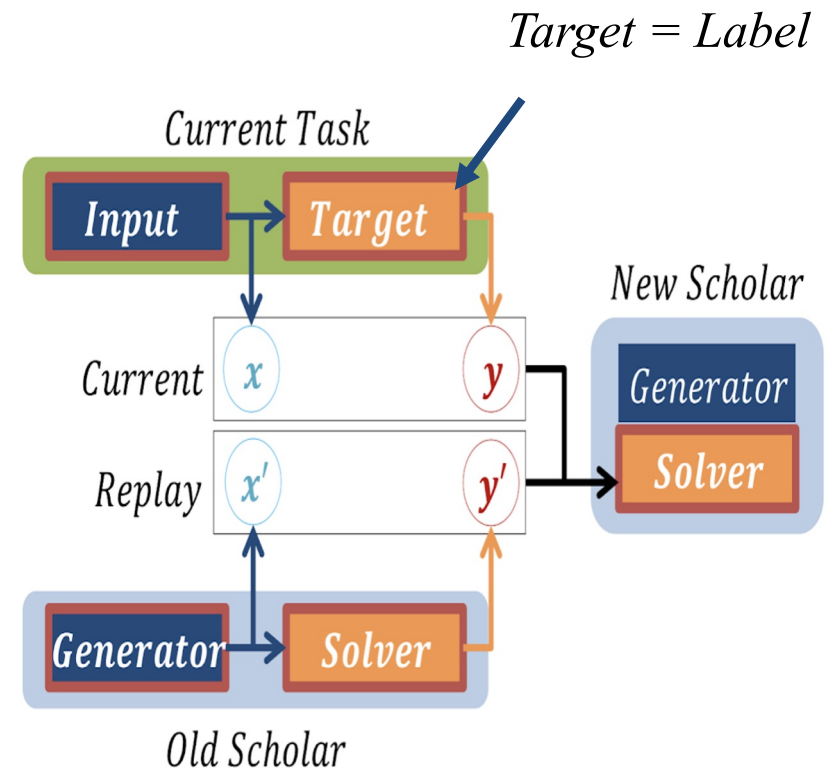 Target = Label
Current Task
Input
Target
New Scholar
Current
x
y
Generator
Solver
Replay
x′
y′
Generator
Solver
Old Scholar